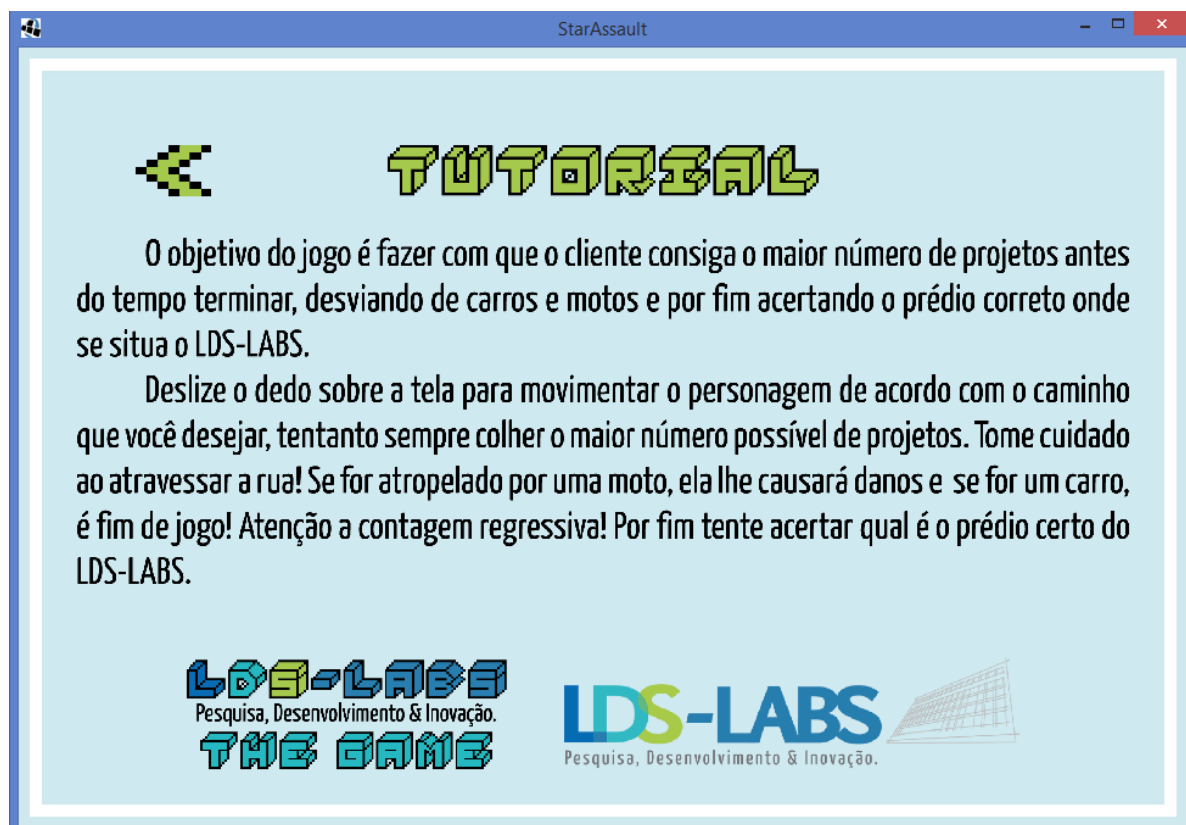 StarAssault
TUTORIAL
O objetivo do jogo é fazer com que o cliente consiga o maior número de projetos antes
do tempo terminar, desviando de carros e motos e por fim acertando o prédio correto onde
se situa o LDS-LABS.
Deslize o dedo sobre a tela para movimentar o personagem de acordo com o caminho
que você desejar, tentanto sempre colher o maior número possível de projetos. Tome cuidado
ao atravessar a rua! Se for atropelado por uma moto, ela lhe causará danos e se for um carro,
é fim de jogo! Atenção a contagem regressiva! Por fim tente acertar qual é o prédio certo do
LDS-LABS.
LDS-LABS
Pesquisa, Desenvolvimento & Inovação.
THE GAME
LDS-LABS
Pesquisa, Desenvolvimento & Inovação.